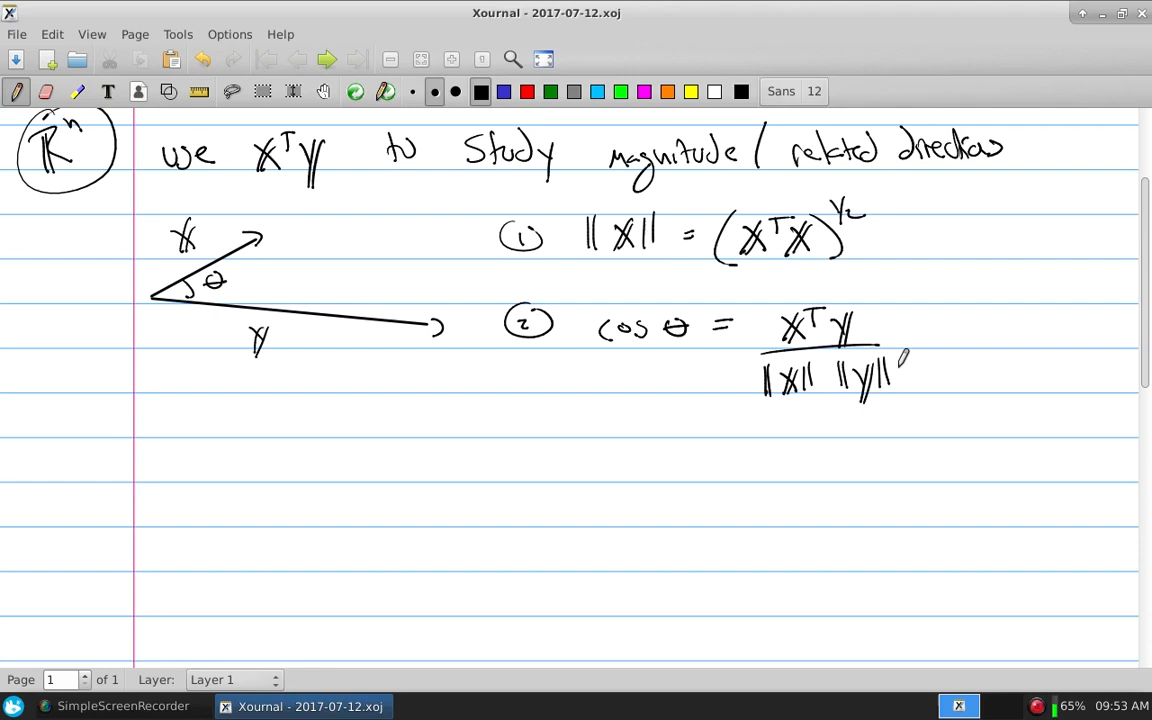 Xournal - 2017-07-12.xoj
File Edit View Page Tools Options Help
Sans 12
ℝⁿ use 𝕏ᵀ𝕐 to study magnitude / related directions
𝕏
① ‖𝕏‖ = (𝕏ᵀ𝕏)^{1/2}
θ
𝕐
② cos θ = 𝕏ᵀ𝕐
‖𝕏‖ ‖𝕐‖
Page 1 of 1 Layer: Layer 1
SimpleScreenRecorder Xournal - 2017-07-12.xoj 65% 09:53 AM